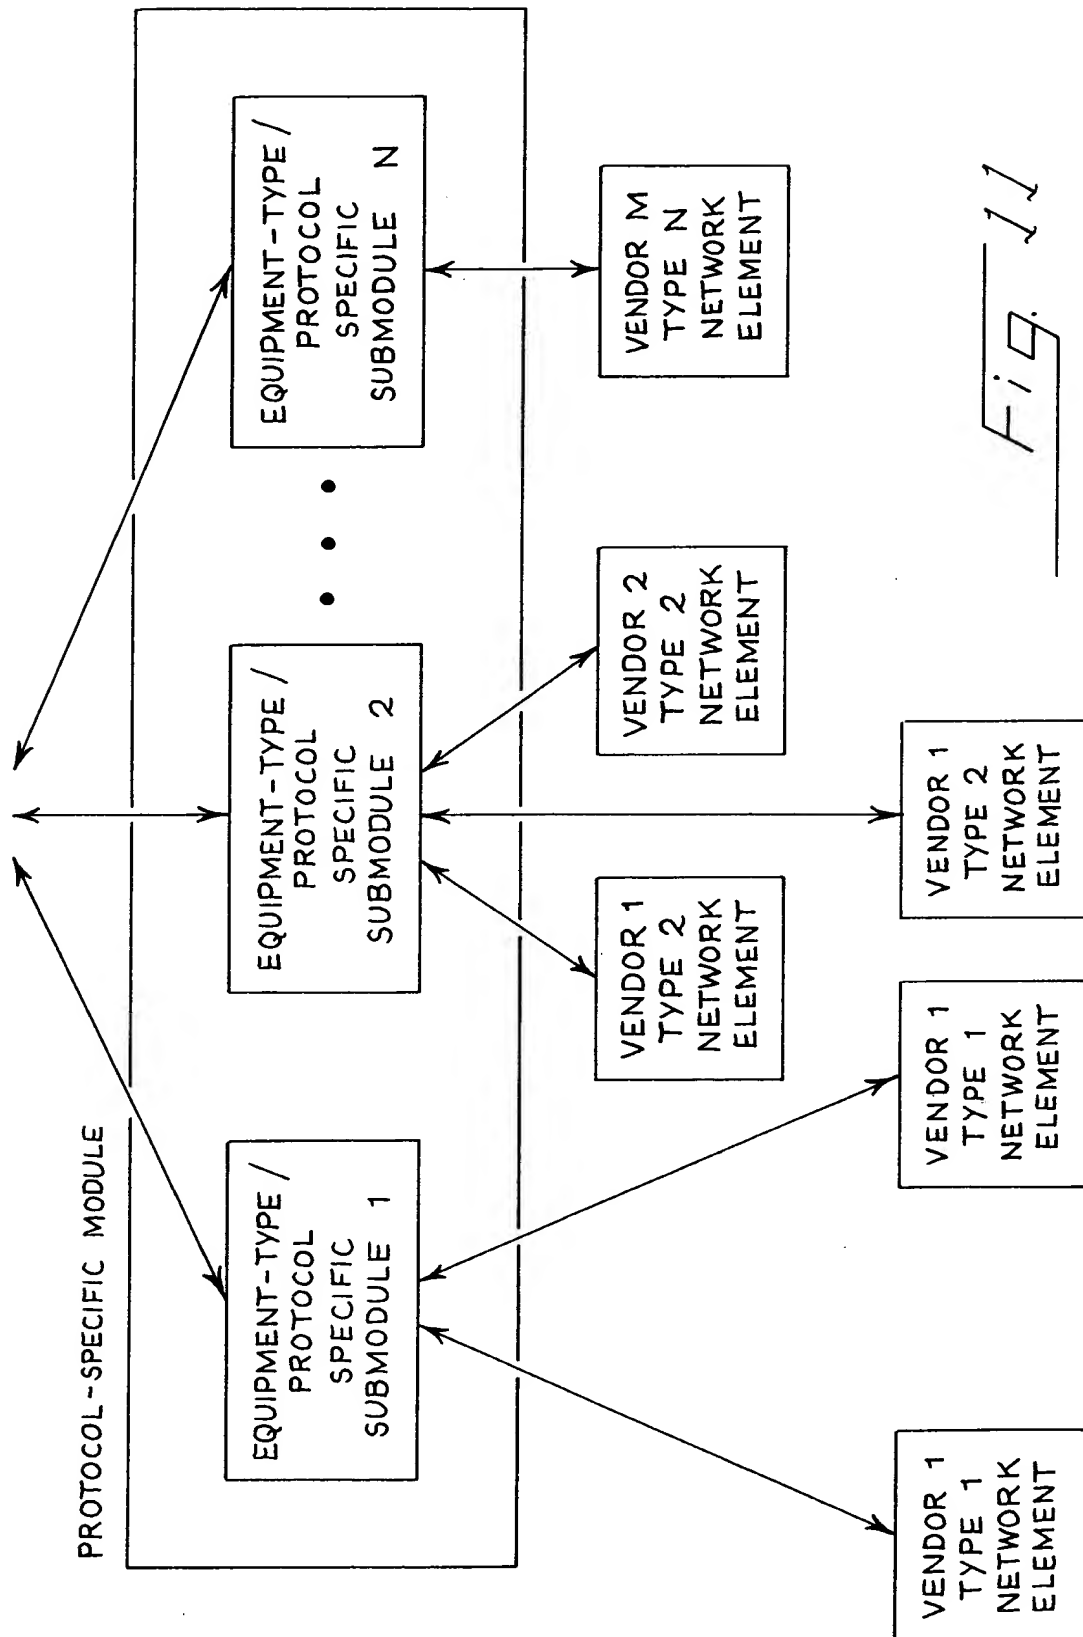 PROTOCOL-SPECIFIC MODULE
EQUIPMENT-TYPE/
PROTOCOL
SPECIFIC
SUBMODULE 1
EQUIPMENT-TYPE/
PROTOCOL
SPECIFIC
SUBMODULE 2
EQUIPMENT-TYPE/
PROTOCOL
SPECIFIC
SUBMODULE N
VENDOR 1
TYPE 2
NETWORK
ELEMENT
VENDOR 2
TYPE 2
NETWORK
ELEMENT
VENDOR M
TYPE N
NETWORK
ELEMENT
VENDOR 1
TYPE 1
NETWORK
ELEMENT
VENDOR 1
TYPE 1
NETWORK
ELEMENT
VENDOR 1
TYPE 2
NETWORK
ELEMENT
Fig. 11